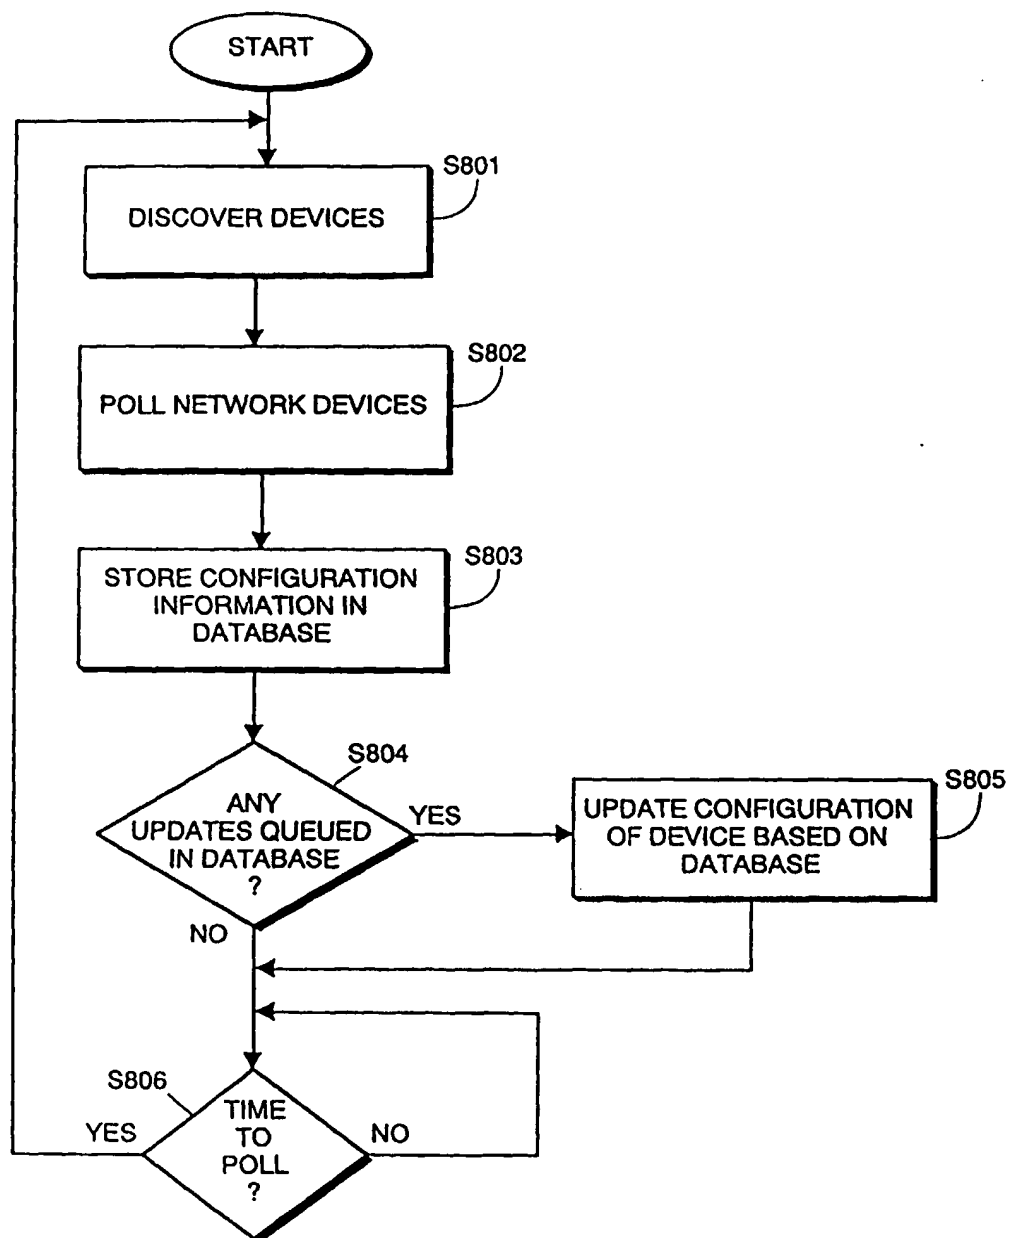 START
S801
DISCOVER DEVICES
S802
POLL NETWORK DEVICES
S803
STORE CONFIGURATION
INFORMATION IN
DATABASE
S804
ANY
UPDATES QUEUED
IN DATABASE
?
YES
NO
S805
UPDATE CONFIGURATION
OF DEVICE BASED ON
DATABASE
S806
TIME
TO
POLL
?
YES
NO